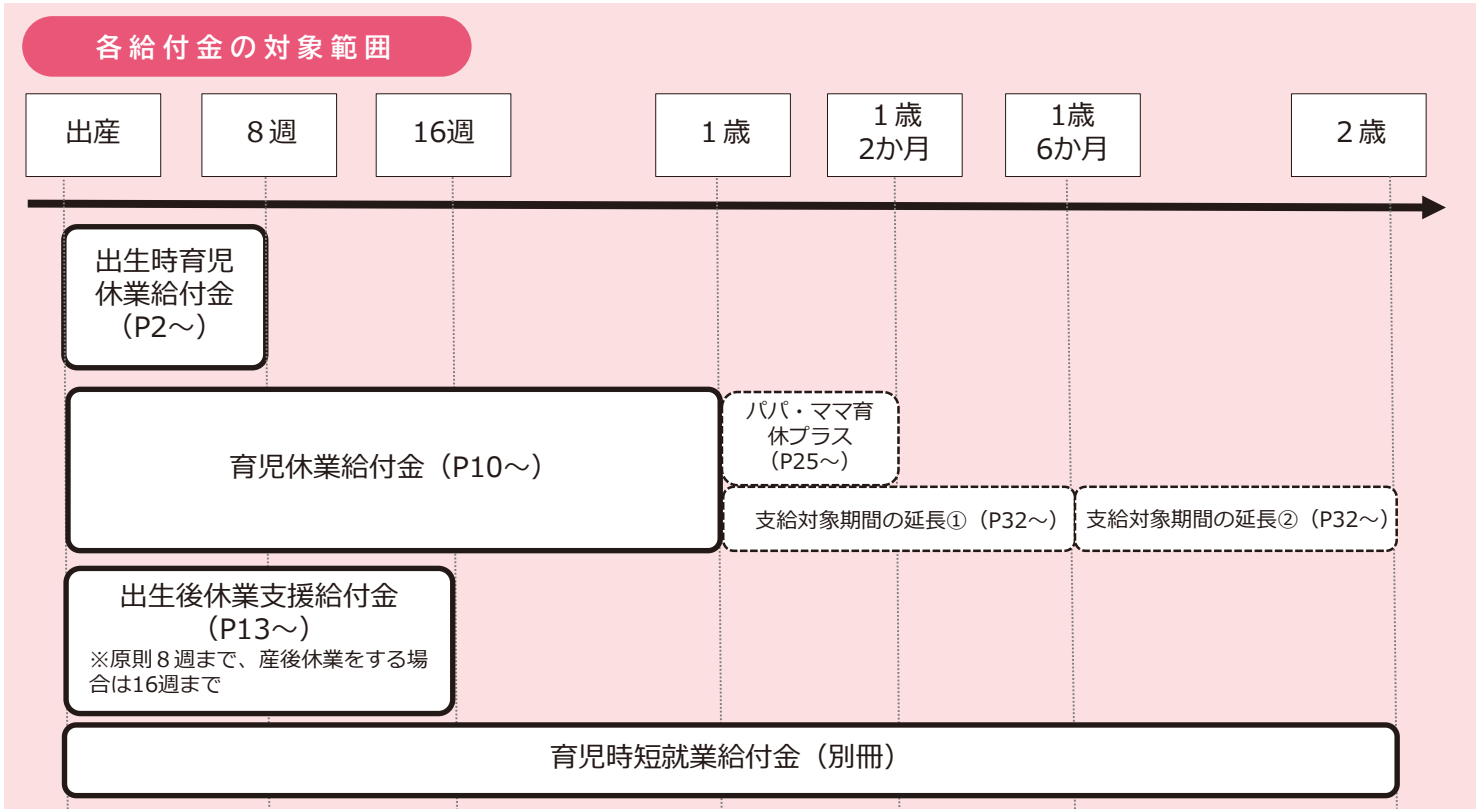 各給付金の対象範囲
出産
８週
16週
１歳
１歳
2か月
1歳
6か月
２歳
出生時育児
休業給付金
（P2～）
育児休業給付金（P10～）
パパ・ママ育
休プラス
（P25～）
支給対象期間の延長①（P32～）
支給対象期間の延長②（P32～）
出生後休業支援給付金
（P13～）
※原則８週まで、産後休業をする場
合は16週まで
育児時短就業給付金（別冊）